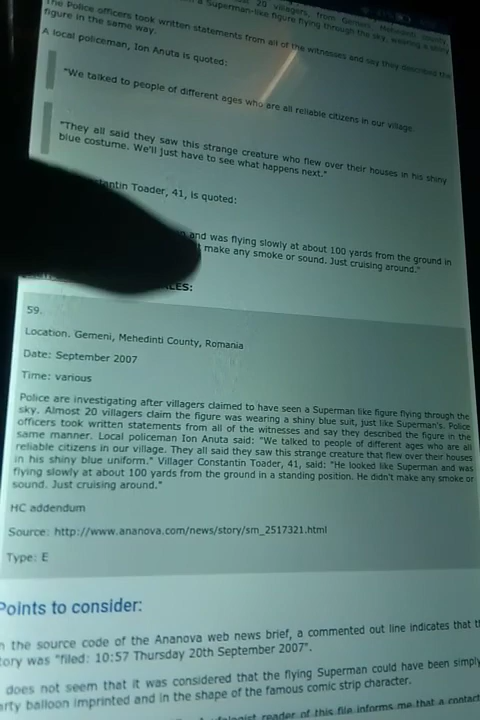 The Police officers took written statements from all of the witnesses and say they described the
20 villagers, from Gemeni, Mehedinti county,
a Superman-like figure flying through the sky, wearing a shiny
figure in the same way.
A local policeman, Ion Anuta is quoted:
"We talked to people of different ages who are all reliable citizens in our village.
"They all said they saw this strange creature who flew over their houses in his shiny
blue costume. We'll just have to see what happens next."
Toader, 41, is quoted:
and was flying slowly at about 100 yards from the ground in
make any smoke or sound. Just cruising around."
59.
Location. Gemeni, Mehedinti County, Romania
Date: September 2007
Time: various
Police are investigating after villagers claimed to have seen a Superman like figure flying through the
sky. Almost 20 villagers claim the figure was wearing a shiny blue suit, just like Superman's. Police
officers took written statements from all of the witnesses and say they described the figure in the
same manner. Local policeman Ion Anuta said: "We talked to people of different ages who are all
reliable citizens in our village. They all said they saw this strange creature that flew over their houses
in his shiny blue uniform." Villager Constantin Toader, 41, said: "He looked like Superman and was
flying slowly at about 100 yards from the ground in a standing position. He didn't make any smoke or
sound. Just cruising around."
HC addendum
Source: http://www.ananova.com/news/story/sm_2517321.html
Type: E
Points to consider:
the source code of the Ananova web news brief, a commented out line indicates that
was "filed: 10:57 Thursday 20th September 2007".
does not seem that it was considered that the flying Superman could have been simply
balloon imprinted and in the shape of the famous comic strip character.
reader of this file informs me that a